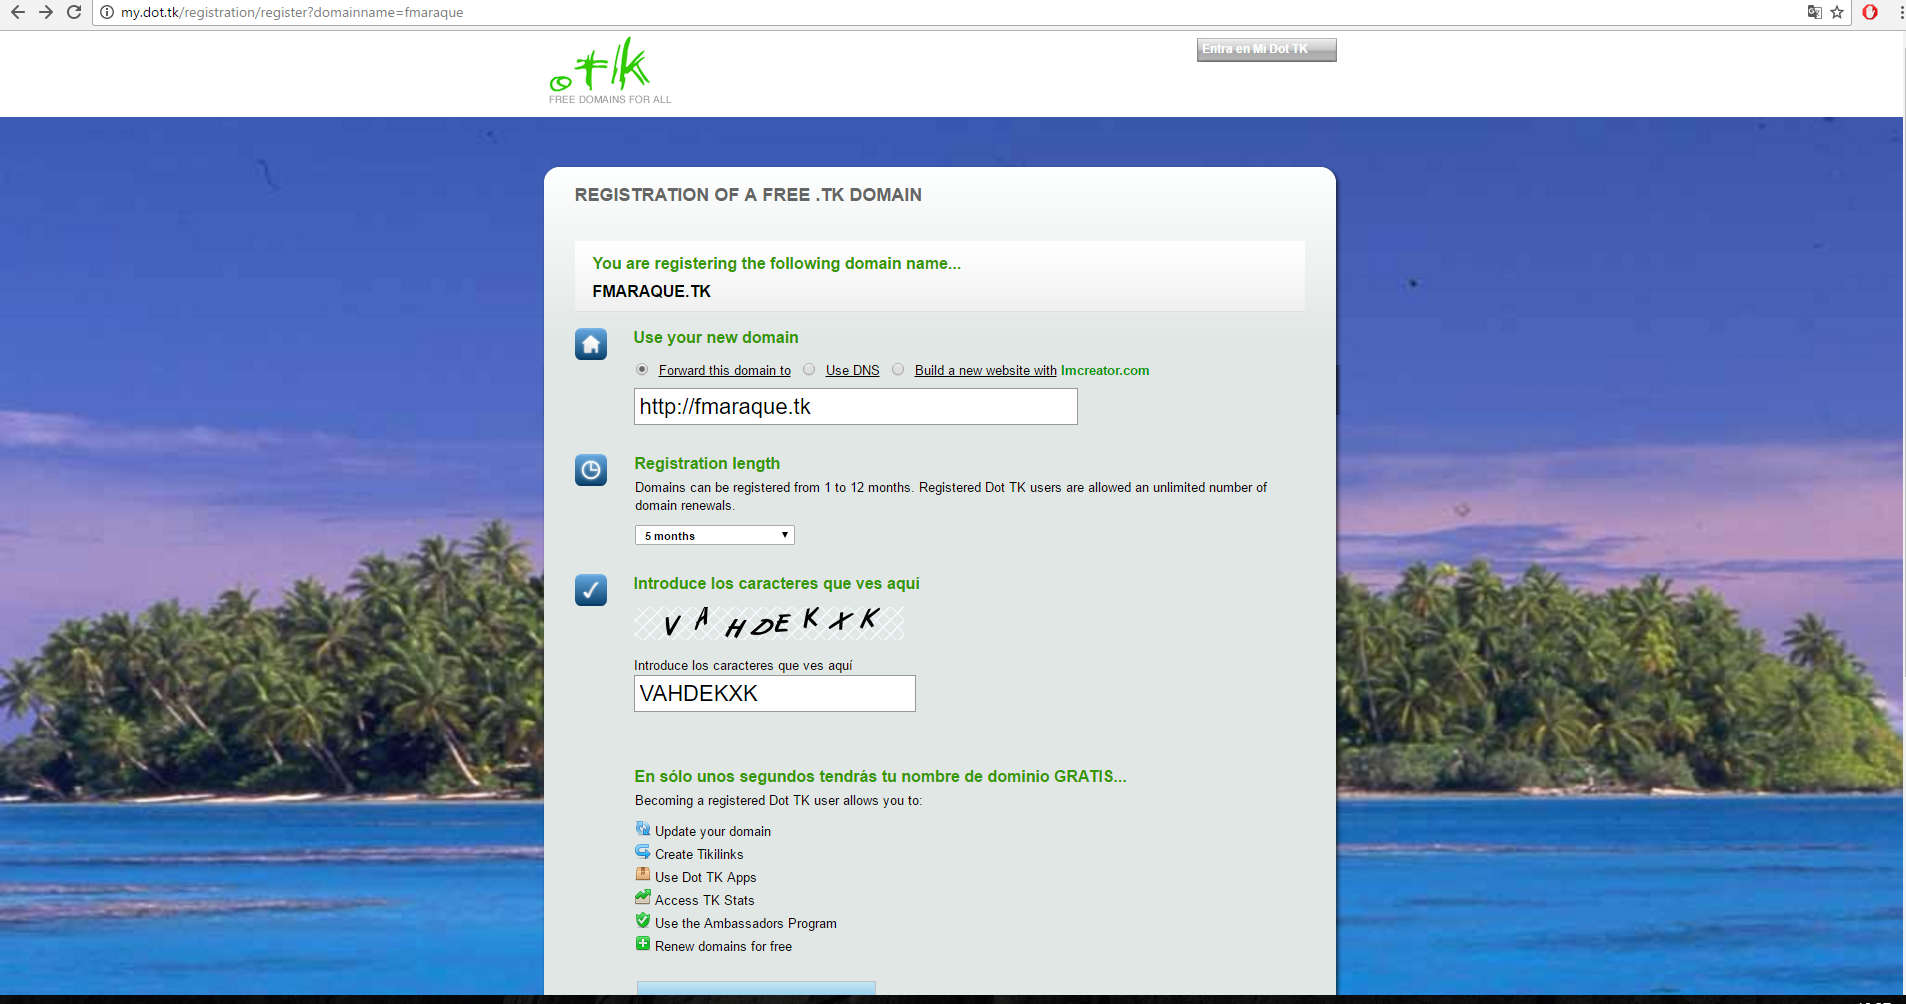 my.dot.tk/registration/register?domainname=fmaraque
.tk
FREE DOMAINS FOR ALL
Entra en Mi Dot TK
REGISTRATION OF A FREE .TK DOMAIN
You are registering the following domain name...
FMARAQUE.TK
Use your new domain
Forward this domain to Use DNS Build a new website with Imcreator.com
http://fmaraque.tk
Registration length
Domains can be registered from 1 to 12 months. Registered Dot TK users are allowed an unlimited number of
domain renewals.
5 months
Introduce los caracteres que ves aquí
VAHDEKXK
Introduce los caracteres que ves aquí
VAHDEKXK
En sólo unos segundos tendrás tu nombre de dominio GRATIS...
Becoming a registered Dot TK user allows you to:
Update your domain
Create Tikilinks
Use Dot TK Apps
Access TK Stats
Use the Ambassadors Program
Renew domains for free